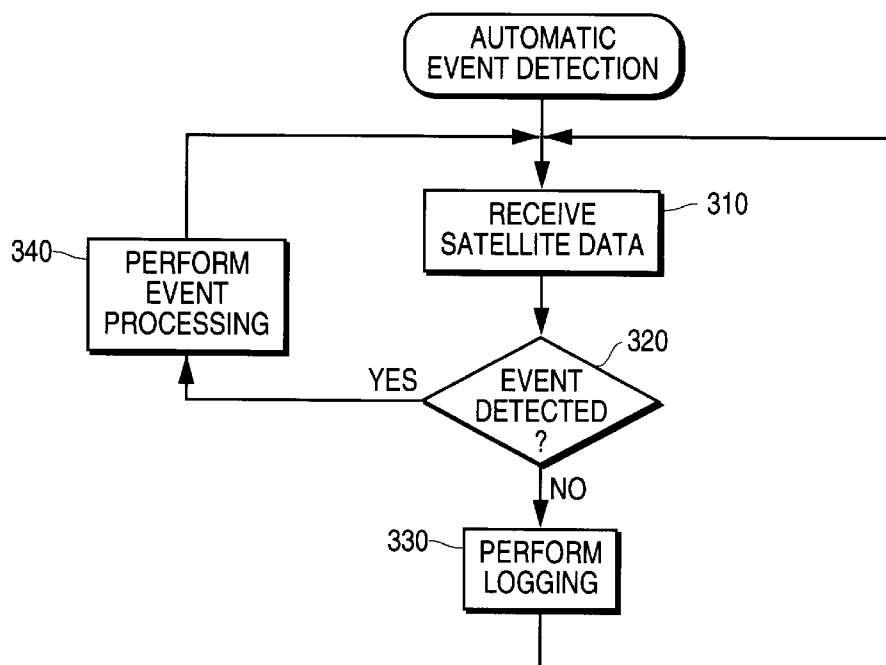 AUTOMATIC
EVENT DETECTION
RECEIVE
SATELLITE DATA
310
340
PERFORM
EVENT
PROCESSING
320
YES
EVENT
DETECTED
?
NO
330
PERFORM
LOGGING